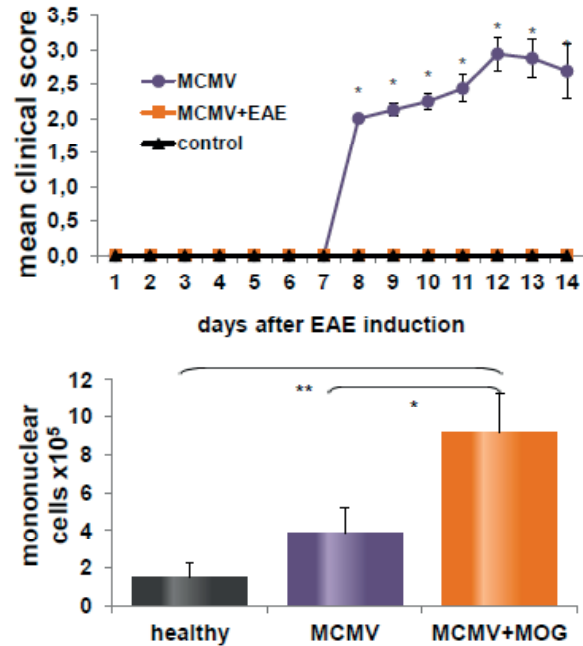 mean clinical score
3,5
3,0
2,5
2,0
1,5
1,0
0,5
0,0
MCMV
MCMV+EAE
control
* * * * * * *
1 2 3 4 5 6 7 8 9 10 11 12 13 14
days after EAE induction
mononuclear
cells x10⁵
12
10
8
6
4
2
0
**
*
healthy MCMV MCMV+MOG